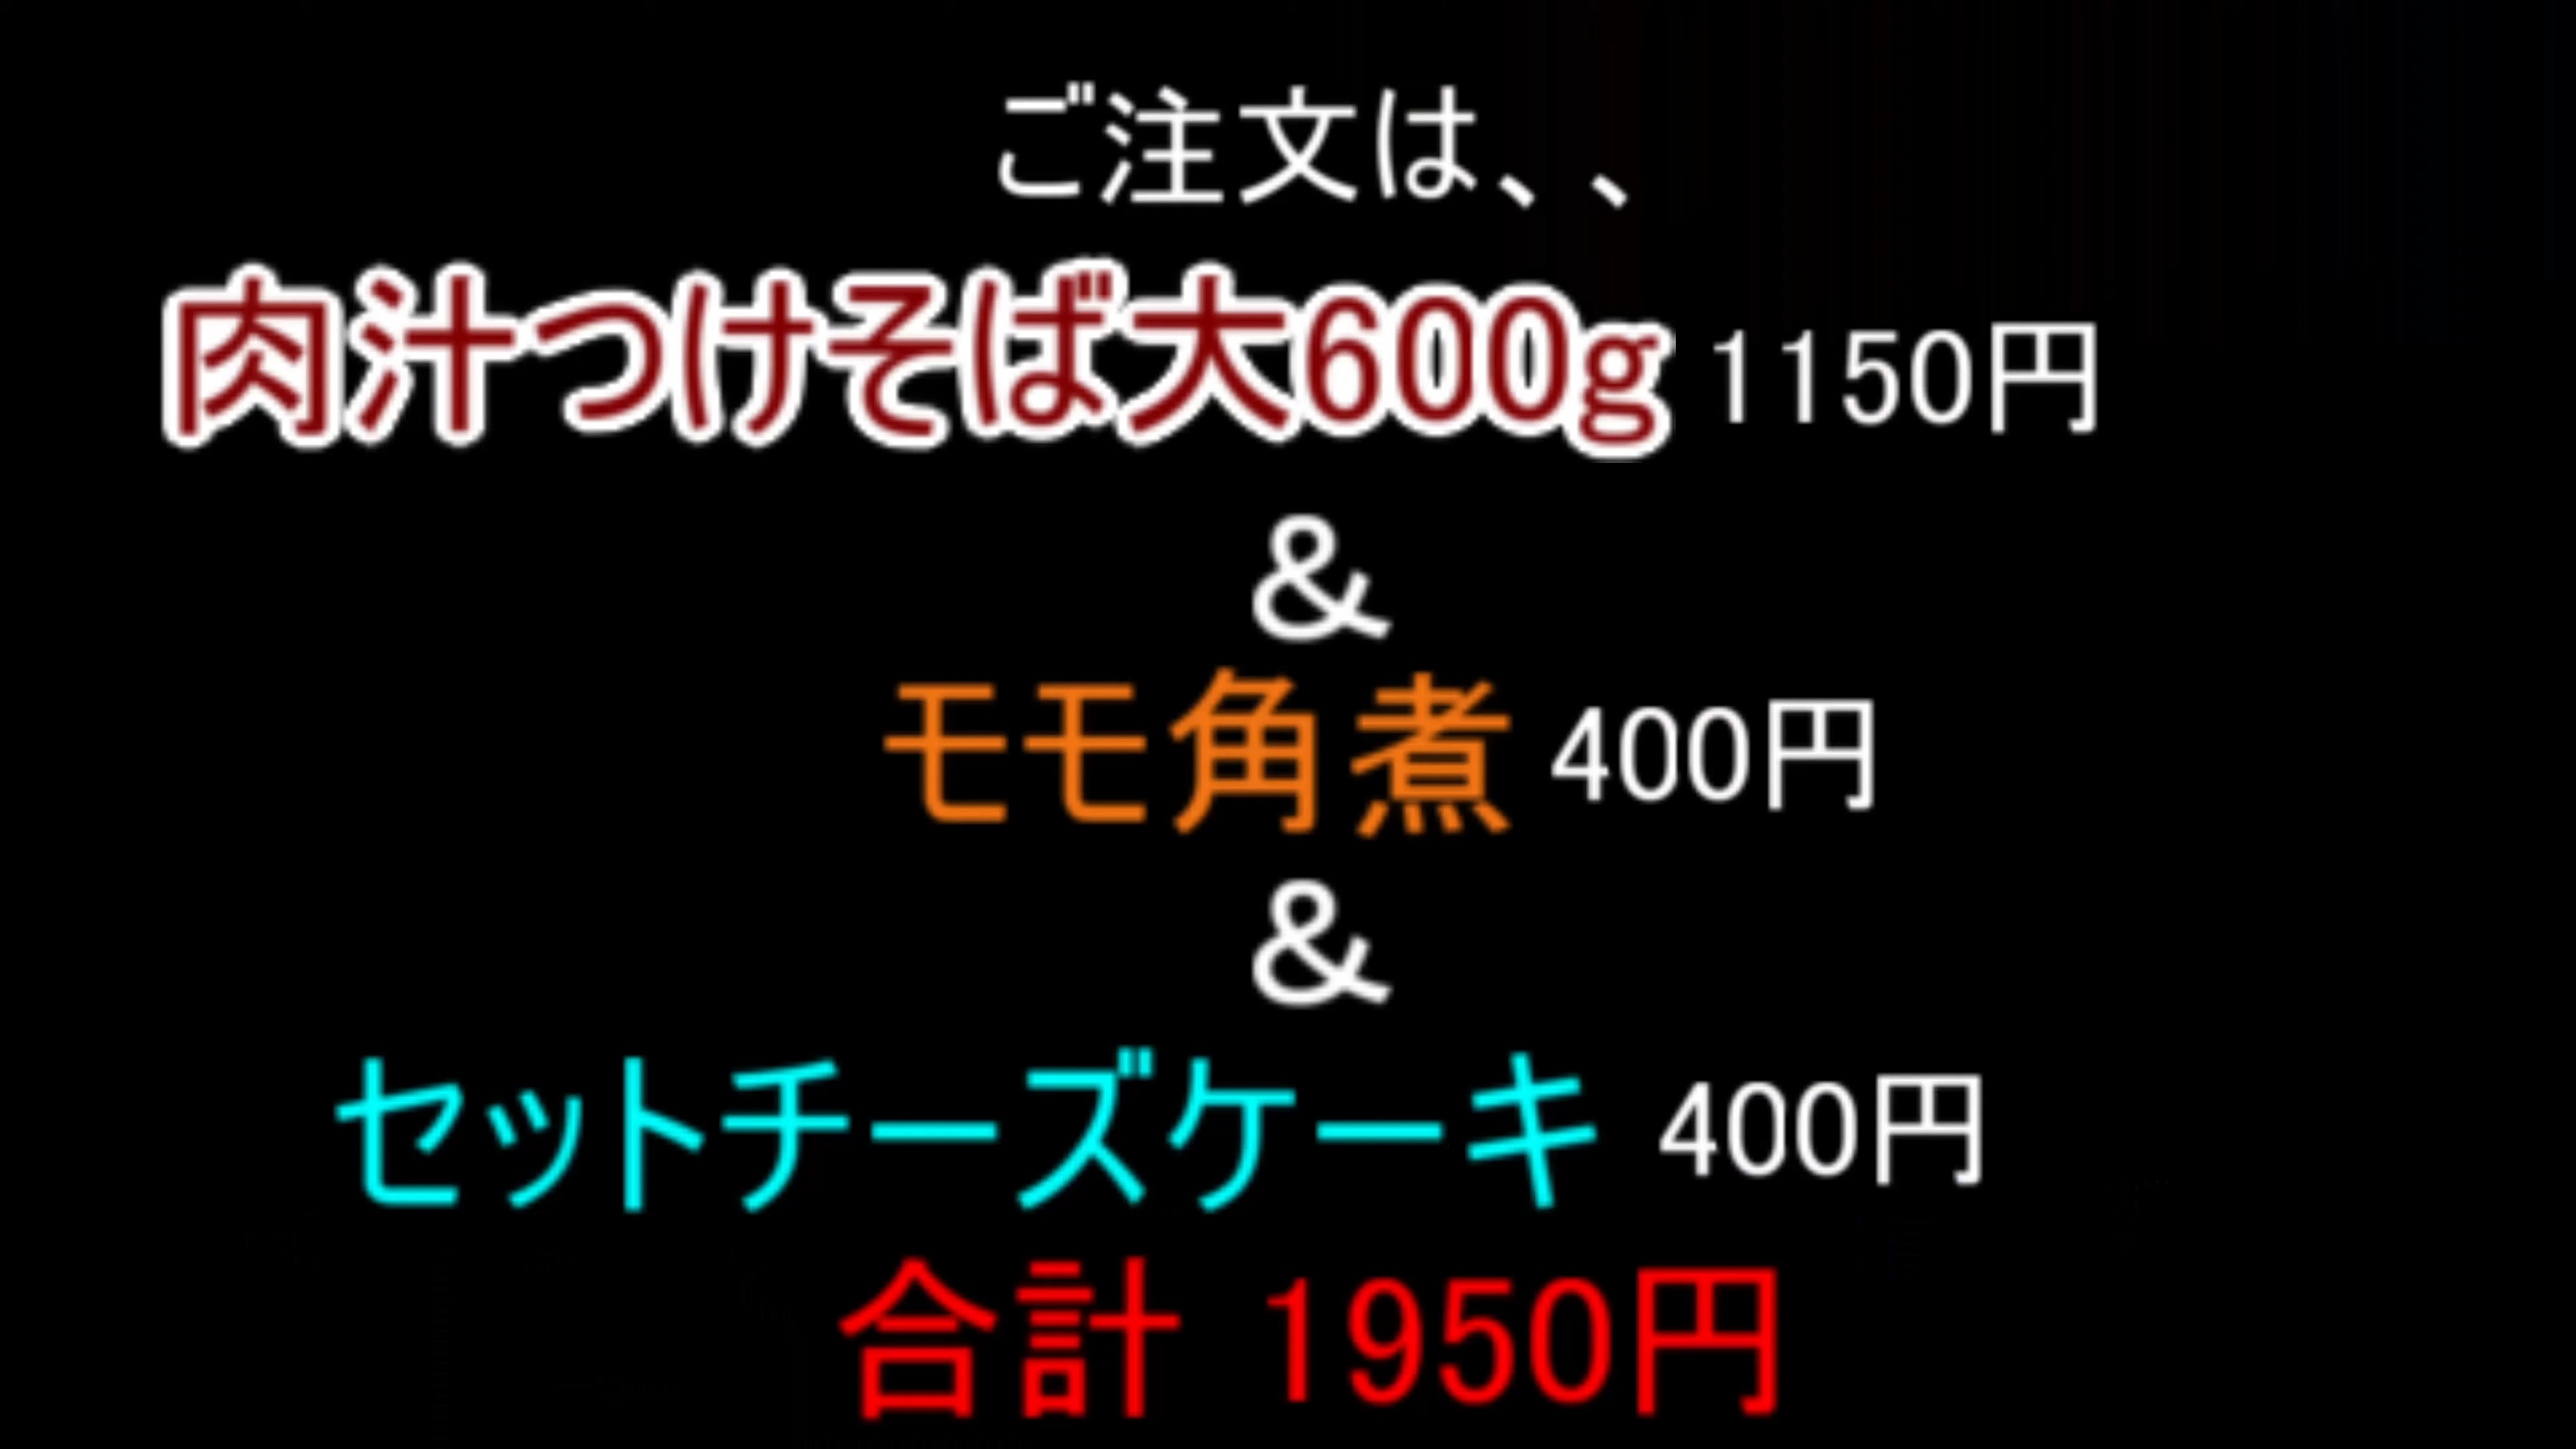 ご注文は、、
肉汁つけそば大600g 1150円
&
モモ角煮 400円
&
セットチーズケーキ 400円
合計 1950円